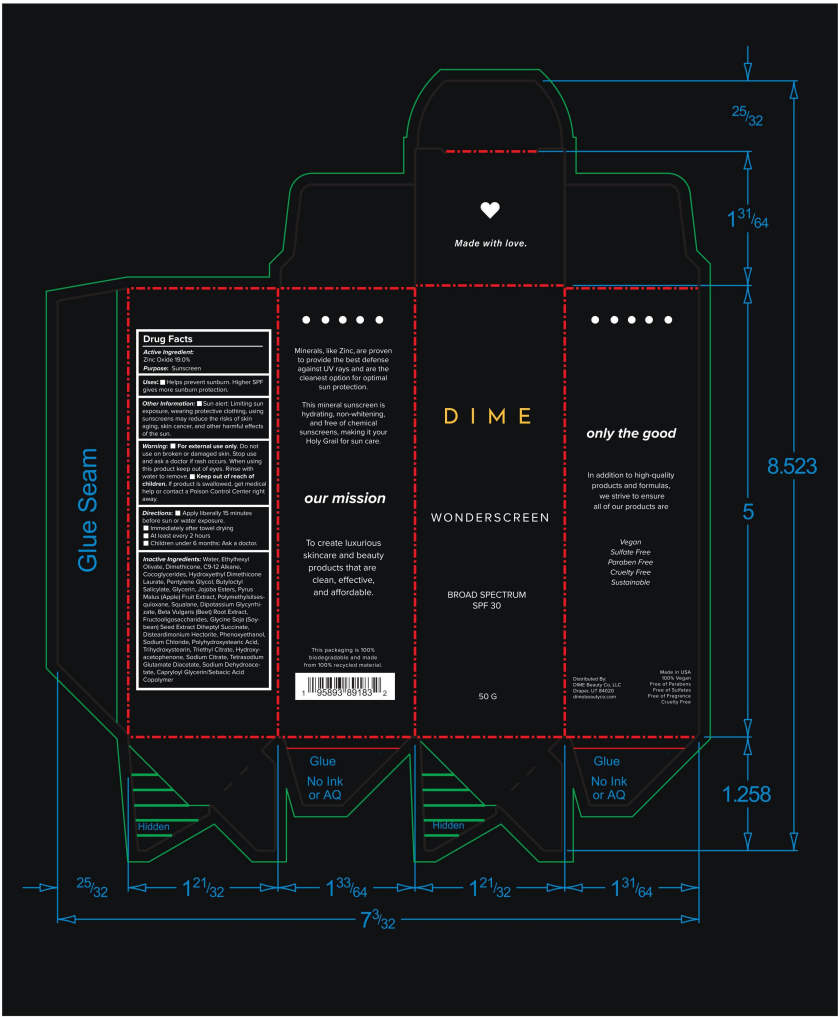 25/32
1 31/64
Made with love.
Glue Seam
Drug Facts
Active Ingredient:
Zinc Oxide 19.0%
Purpose: Sunscreen
Uses: ■ Helps prevent sunburn. Higher SPF
gives more sunburn protection.
Other Information: ■ Sun alert: Limiting sun
exposure, wearing protective clothing, using
sunscreens may reduce the risks of skin
aging, skin cancer, and other harmful effects
of the sun.
Warning: ■ For external use only. Do not
use on broken or damaged skin. Stop use
and ask a doctor if rash occurs. When using
this product keep out of eyes. Rinse with
water to remove. ■ Keep out of reach of
children. If product is swallowed, get medical
help or contact a Poison Control Center right
away.
Directions: ■ Apply liberally 15 minutes
before sun or water exposure.
■ Immediately after towel drying
■ At least every 2 hours
■ Children under 6 months: Ask a doctor.
Inactive Ingredients: Water, Ethylhexyl
Olivate, Dimethicone, C9-12 Alkane,
Cocoglycerides, Hydroxyethyl Dimethicone
Laurate, Pentylene Glycol, Butyloctyl
Salicylate, Glycerin, Jojoba Esters, Pyrus
Malus (Apple) Fruit Extract, Polymethylsilses-
quioxane, Squalane, Dipotassium Glycyrrhi-
zate, Beta Vulgaris (Beet) Root Extract,
Fructooligosaccharides, Glycine Soja (Soy-
bean) Seed Extract Diheptyl Succinate,
Disteardimonium Hectorite, Phenoxyethanol,
Sodium Chloride, Polyhydroxystearic Acid,
Trihydroxystearin, Triethyl Citrate, Hydroxy-
acetophenone, Sodium Citrate, Tetrasodium
Glutamate Diacetate, Sodium Dehydroace-
tate, Capryloyl Glycerin/Sebacic Acid
Copolymer
Minerals, like Zinc, are proven
to provide the best defense
against UV rays and are the
cleanest option for optimal
sun protection.
This mineral sunscreen is
hydrating, non-whitening,
and free of chemical
sunscreens, making it your
Holy Grail for sun care.
our mission
To create luxurious
skincare and beauty
products that are
clean, effective,
and affordable.
This packaging is 100%
biodegradable and made
from 100% recycled material.
1 95893 89183 2
DIME
WONDERSCREEN
BROAD SPECTRUM
SPF 30
50 G
only the good
In addition to high-quality
products and formulas,
we strive to ensure
all of our products are
Vegan
Sulfate Free
Paraben Free
Cruelty Free
Sustainable
Distributed By:
DIME Beauty Co, LLC
Draper, UT 84020
dimebeautyco.com
Made in USA
100% Vegan
Free of Parabens
Free of Sulfates
Free of Fragrance
Cruelty Free
8.523
5
1.258
Hidden
Glue
No Ink
or AQ
Hidden
Glue
No Ink
or AQ
25/32
1 21/32
1 33/64
1 21/32
1 31/64
7 3/32